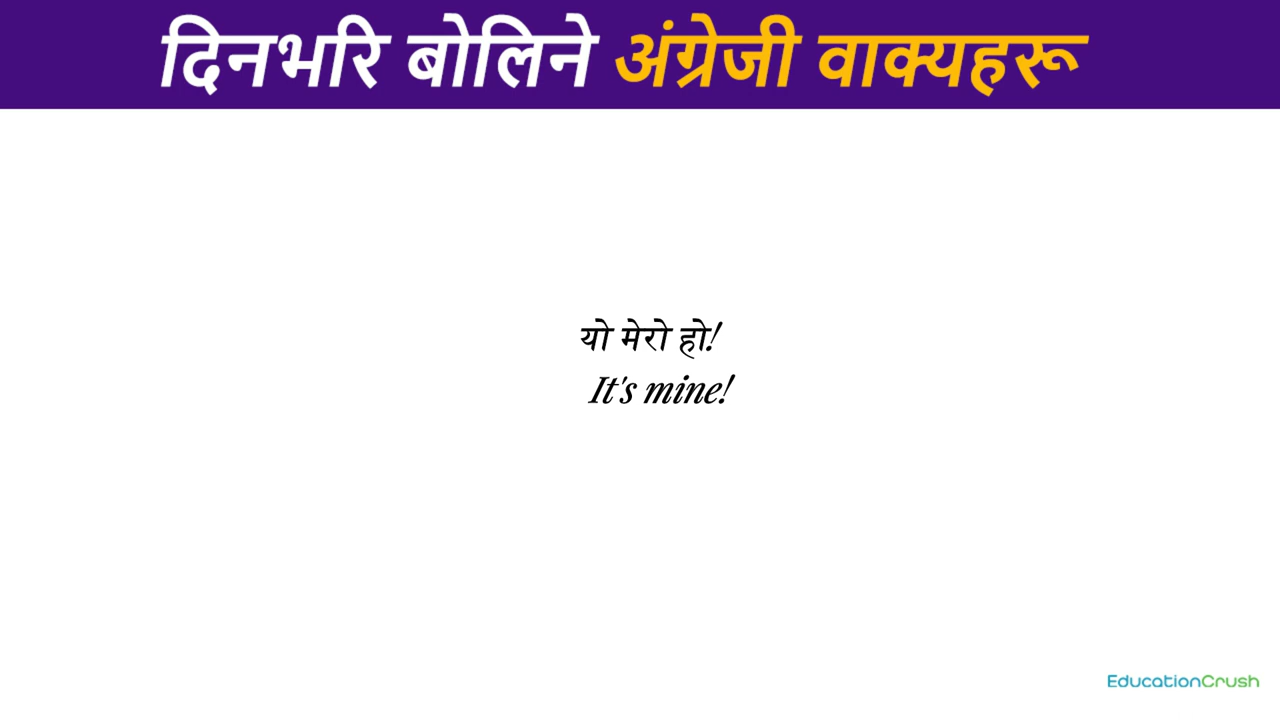 दिनभरि बोलिने अंग्रेजी वाक्यहरू
यो मेरो हो!
It's mine!
EducationCrush